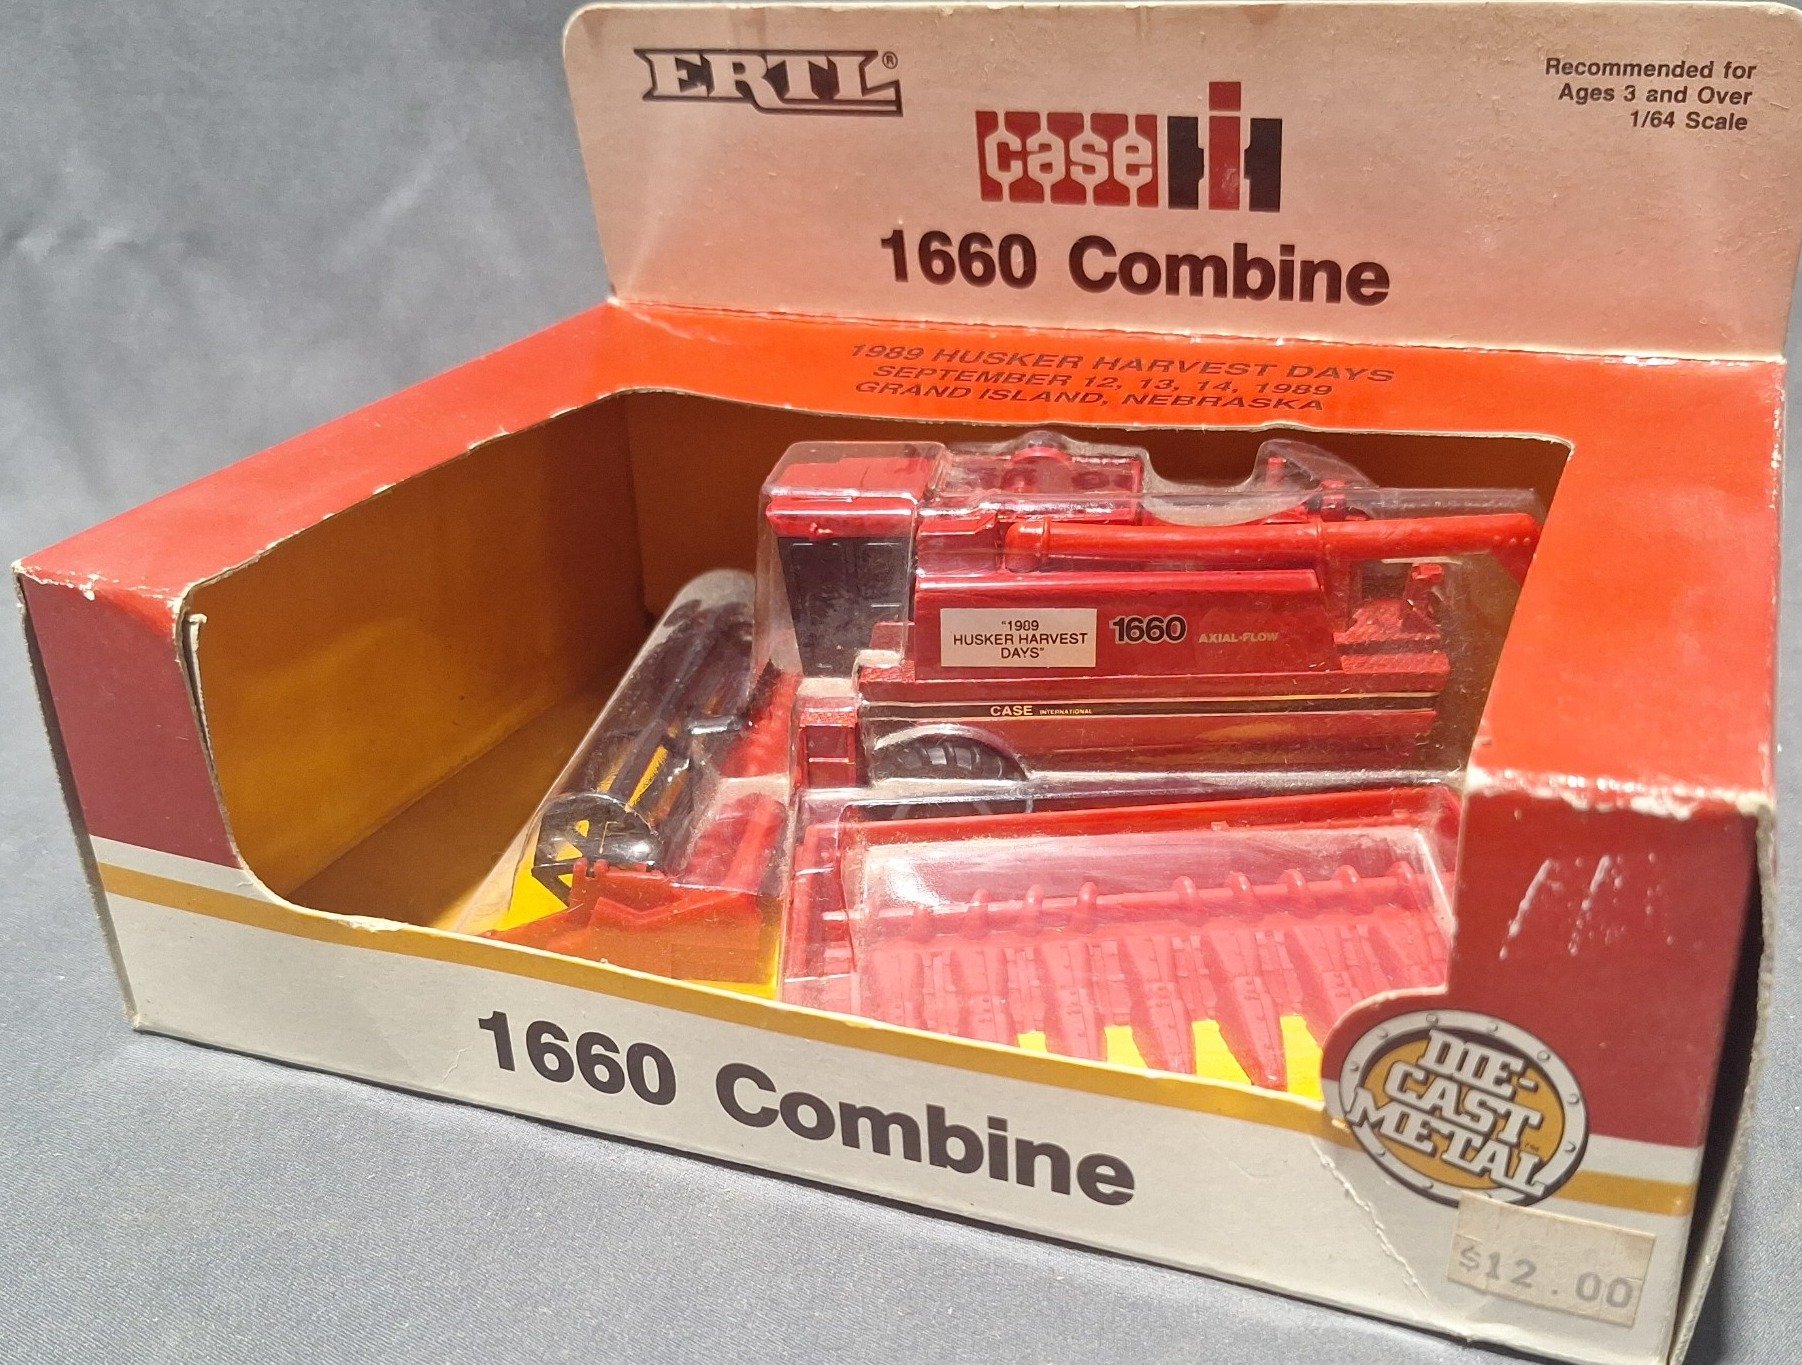 ERTL®
Recommended for
Ages 3 and Over
1/64 Scale
case IH
1660 Combine
1989 HUSKER HARVEST DAYS
SEPTEMBER 12, 13, 14, 1989
GRAND ISLAND, NEBRASKA
"1989
HUSKER HARVEST
DAYS"
1660 AXIAL-FLOW
CASE INTERNATIONAL
1660 Combine
DIE-
CAST
METAL™
$12.00